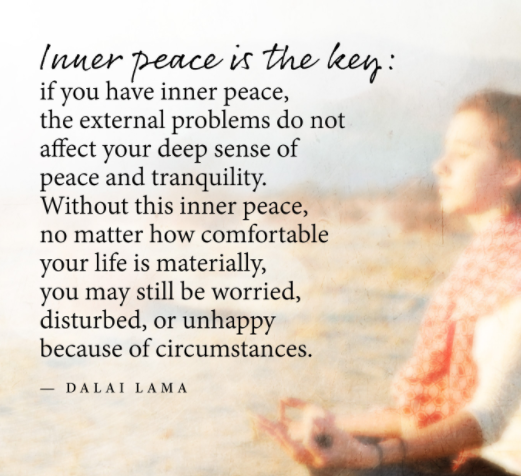 Inner peace is the key:
if you have inner peace,
the external problems do not
affect your deep sense of
peace and tranquility.
Without this inner peace,
no matter how comfortable
your life is materially,
you may still be worried,
disturbed, or unhappy
because of circumstances.
— DALAI LAMA